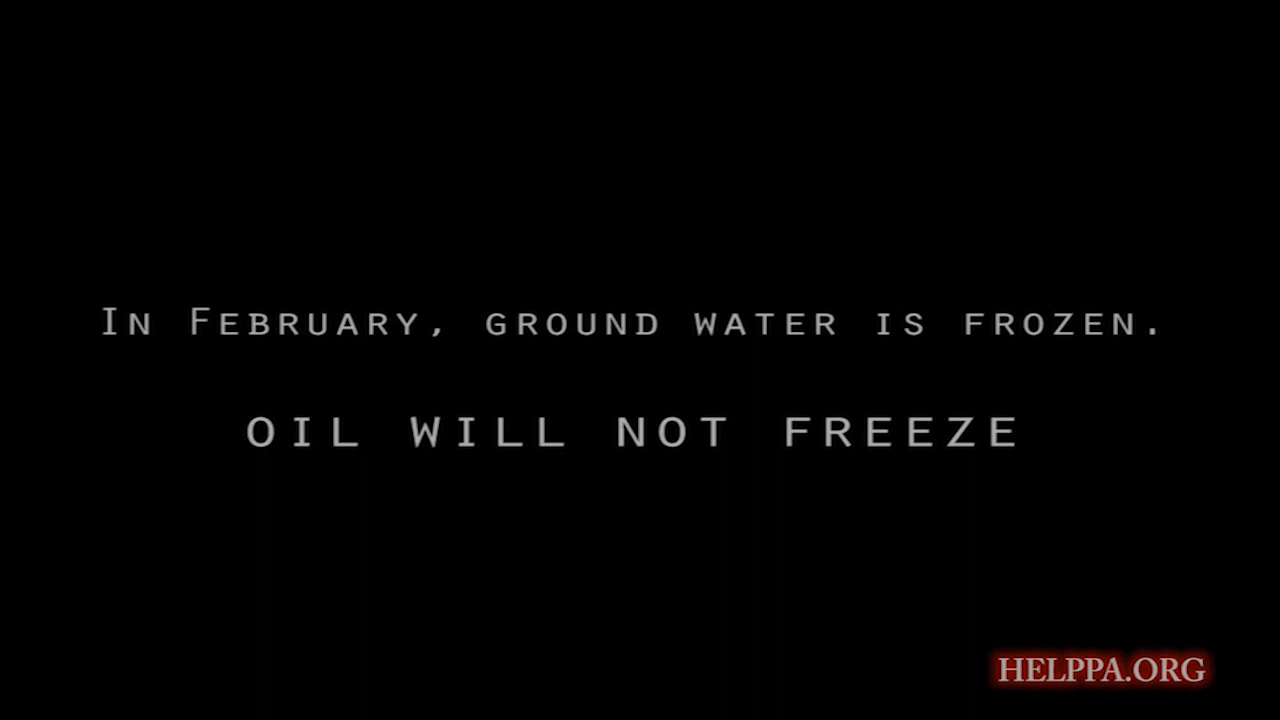 In February, ground water is frozen.
OIL WILL NOT FREEZE
HELPPA.ORG